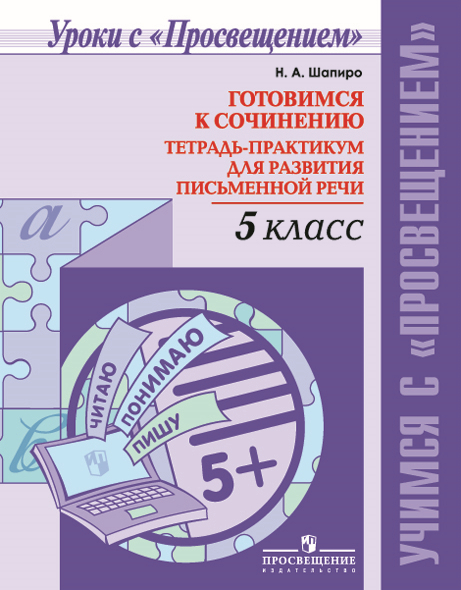 Уроки с «Просвещением»
Н. А. Шапиро
ГОТОВИМСЯ
К СОЧИНЕНИЮ
ТЕТРАДЬ-ПРАКТИКУМ
ДЛЯ РАЗВИТИЯ
ПИСЬМЕННОЙ РЕЧИ
5 класс
а
в
ЧИТАЮ
ПОНИМАЮ
ПИШУ
5+
ПРОСВЕЩЕНИЕ
ИЗДАТЕЛЬСТВО
УЧИМСЯ С «ПРОСВЕЩЕНИЕМ»